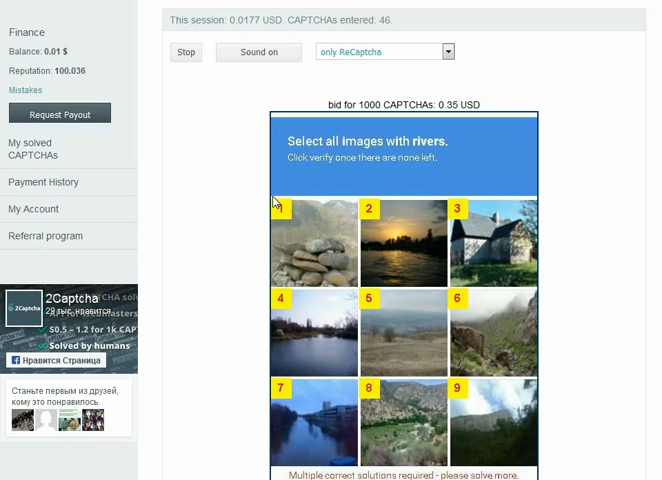 This session: 0.0177 USD. CAPTCHAs entered: 46.
Finance
Balance: 0.01 $
Reputation: 100.036
Mistakes
Request Payout
My solved
CAPTCHAs
Payment History
My Account
Referral program
Stop
Sound on
only ReCaptcha
bid for 1000 CAPTCHAs: 0.35 USD
Select all images with rivers.
Click verify once there are none left.
1
2
3
4
5
6
7
8
9
Multiple correct solutions required - please solve more.
2Captcha
2Captcha
тыс. нравится
$0.5 – 1.2 for 1k CAPT
Solved by humans
Нравится Страница
Станьте первым из друзей,
кому это понравилось.